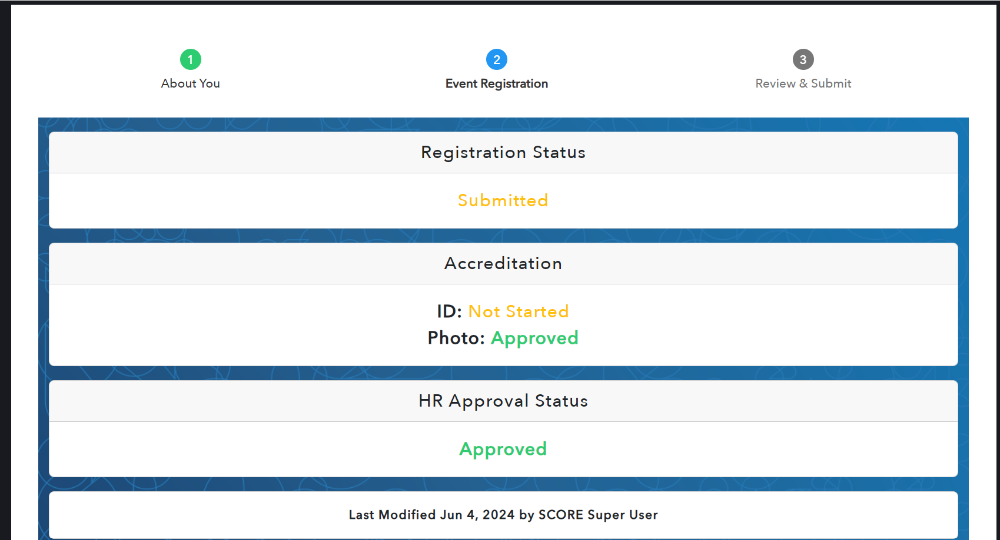 1
About You
2
Event Registration
3
Review & Submit
Registration Status
Submitted
Accreditation
ID: Not Started
Photo: Approved
HR Approval Status
Approved
Last Modified Jun 4, 2024 by SCORE Super User